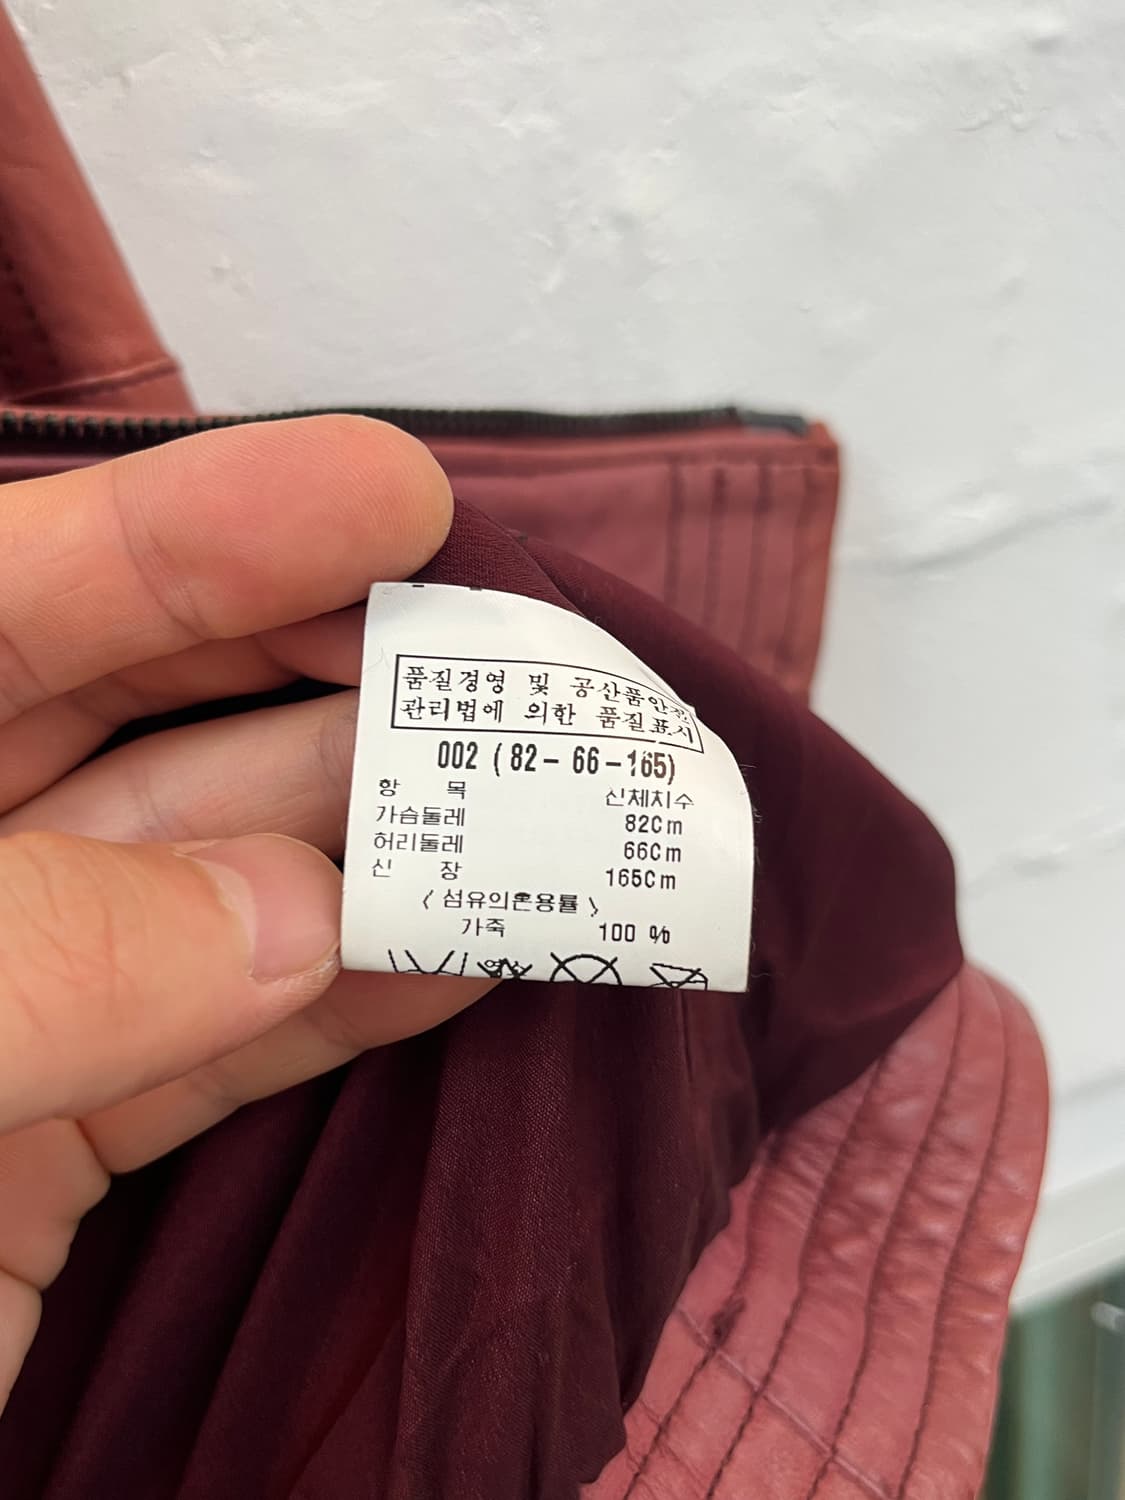 품질경영 및 공산품안전
관리법에 의한 품질표시
002 (82-66-165)
항 목 신체치수
가슴둘레 82Cm
허리둘레 66Cm
신 장 165Cm
< 섬유의혼용률 >
가죽 100 %